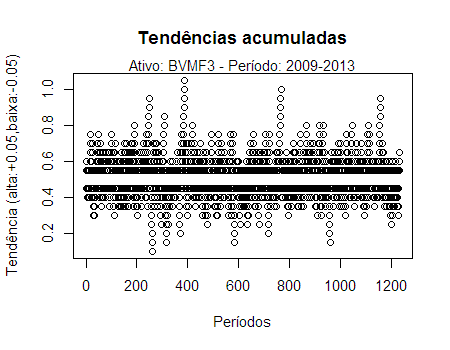 Tendências acumuladas
Ativo: BVMF3 - Período: 2009-2013
Tendência (alta:+0.05,baixa:-0.05)
1.0
0.8
0.6
0.4
0.2
0 200 400 600 800 1000 1200
Períodos